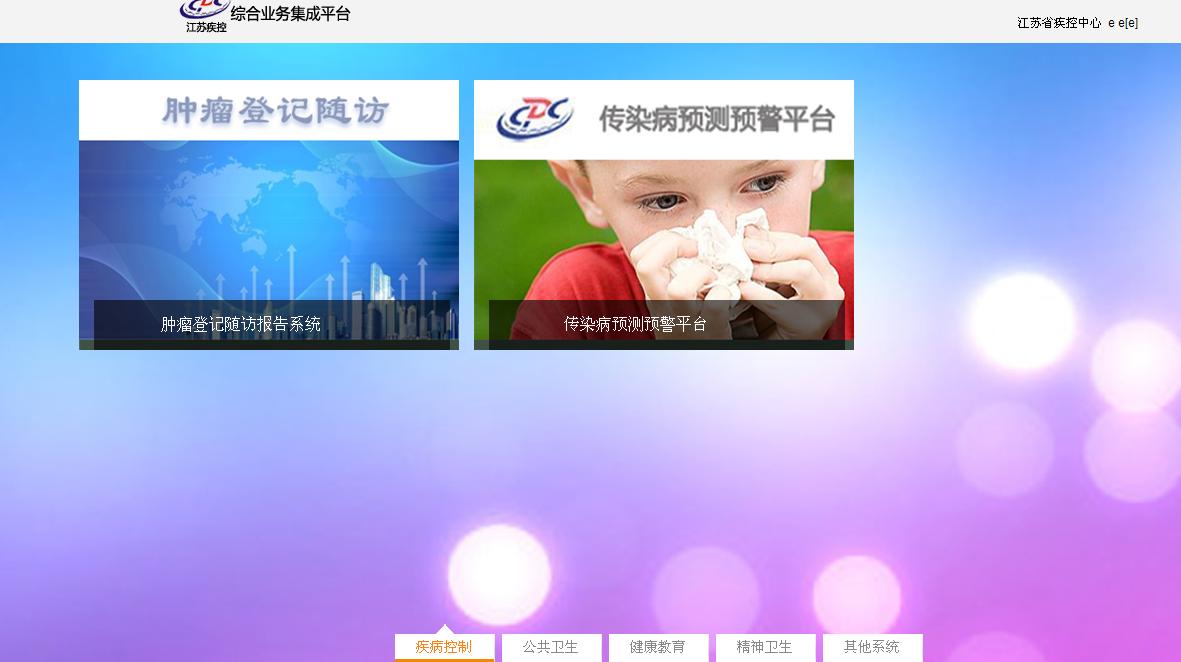 综合业务集成平台
江苏疾控
江苏省疾控中心 e e[e]
肿瘤登记随访
CDC 传染病预测预警平台
肿瘤登记随访报告系统
传染病预测预警平台
疾病控制 公共卫生 健康教育 精神卫生 其他系统